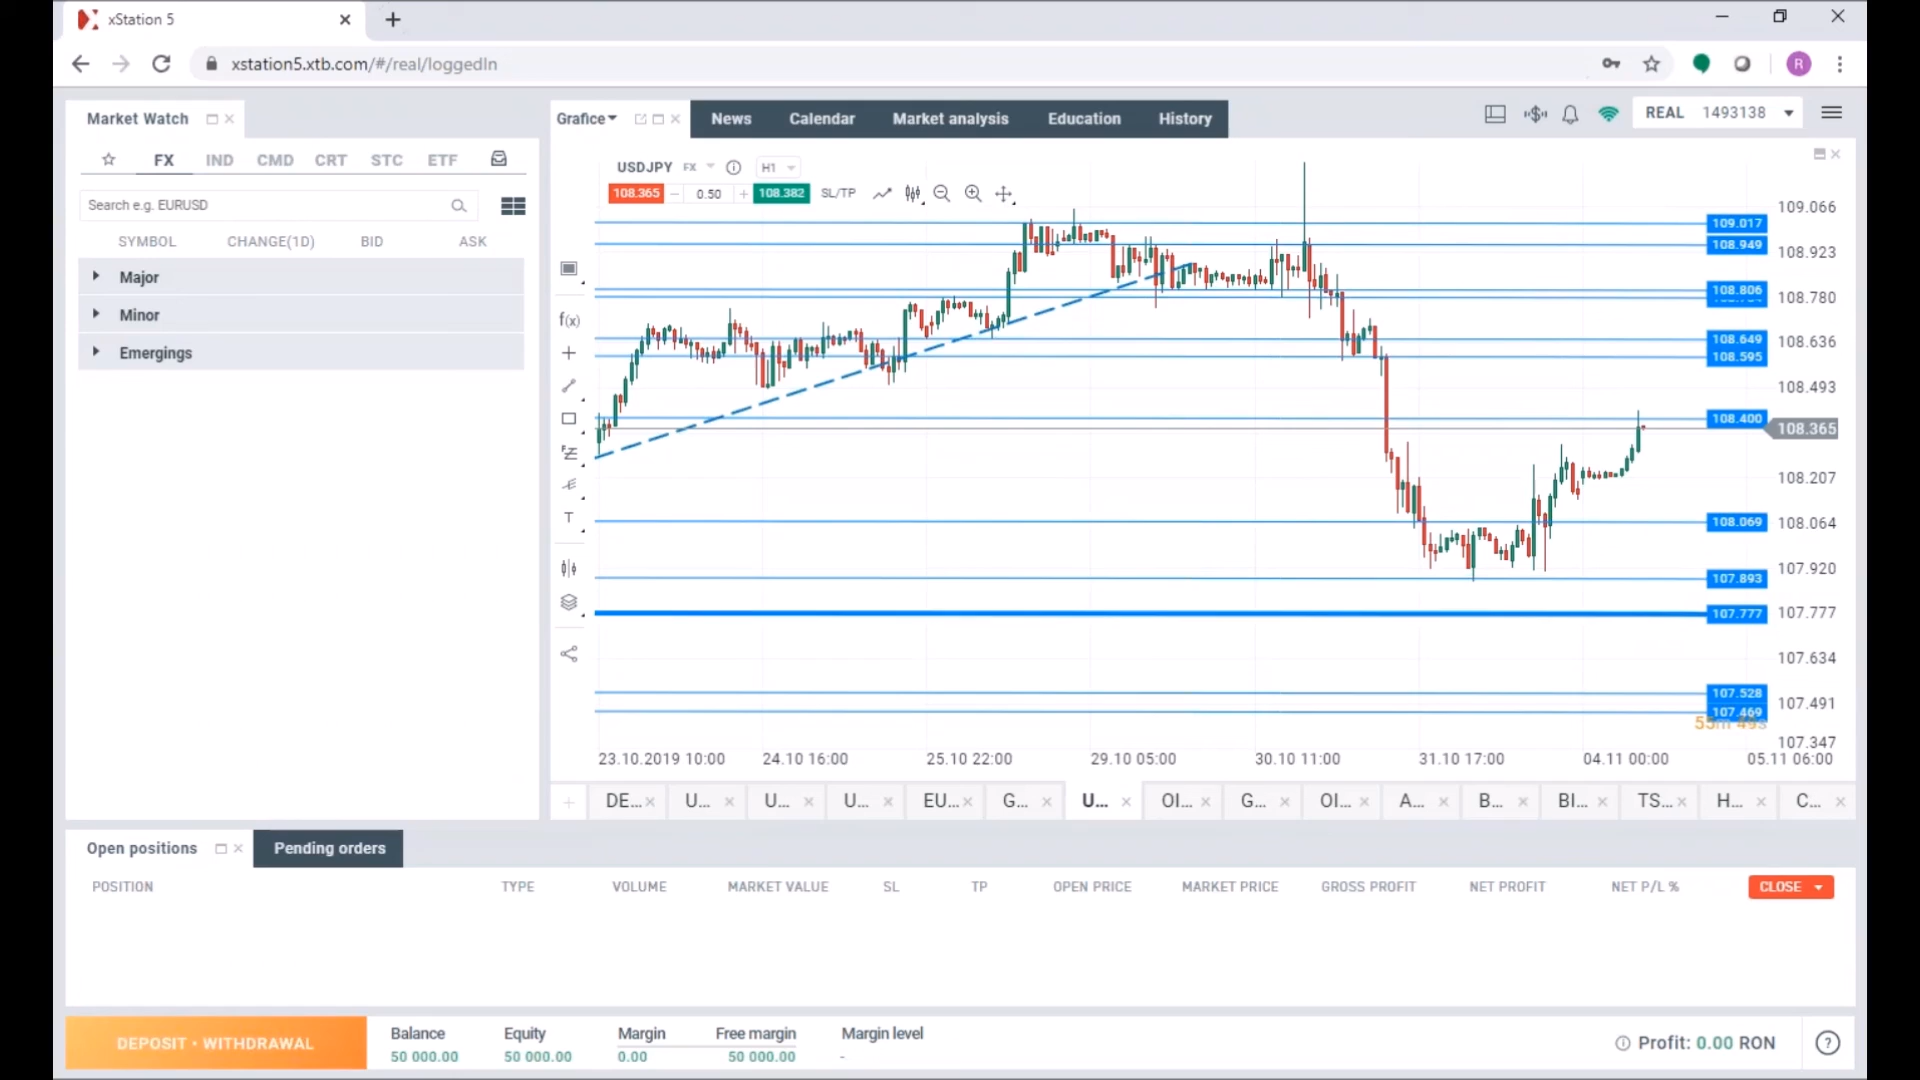 xStation 5
xstation5.xtb.com/#/real/loggedIn
R
Market Watch
Grafice
News
Calendar
Market analysis
Education
History
REAL 1493138
FX
IND
CMD
CRT
STC
ETF
Search e.g. EURUSD
SYMBOL
CHANGE(1D)
BID
ASK
Major
Minor
Emergings
USDJPY FX H1
108.365 – 0.50 + 108.382 SL/TP
f(x)
T
109.017
108.949
108.806
108.649
108.595
108.400
108.069
107.893
107.777
107.528
107.469
109.066
108.923
108.780
108.636
108.493
108.365
108.207
108.064
107.920
107.777
107.634
107.491
107.347
55m 49s
23.10.2019 10:00
24.10 16:00
25.10 22:00
29.10 05:00
30.10 11:00
31.10 17:00
04.11 00:00
05.11 06:00
DE...
U...
U...
U...
EU...
G...
U...
OI...
G...
OI...
A...
B...
BI...
TS...
H...
C...
Open positions
Pending orders
POSITION
TYPE
VOLUME
MARKET VALUE
SL
TP
OPEN PRICE
MARKET PRICE
GROSS PROFIT
NET PROFIT
NET P/L %
CLOSE
DEPOSIT • WITHDRAWAL
Balance
50 000.00
Equity
50 000.00
Margin
0.00
Free margin
50 000.00
Margin level
-
Profit: 0.00 RON
?